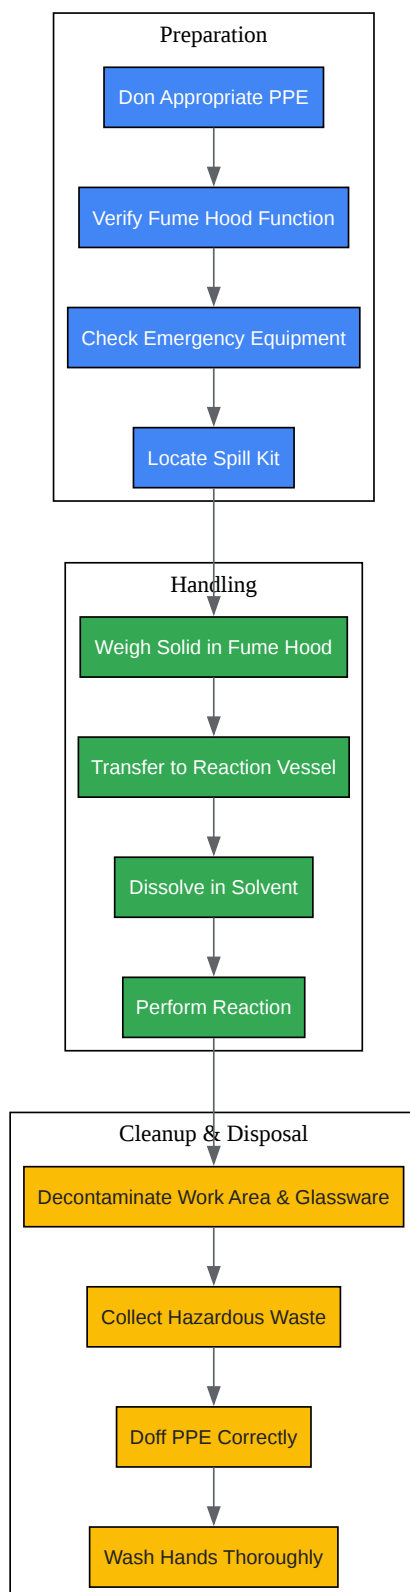 Preparation
Don Appropriate PPE
Verify Fume Hood Function
Check Emergency Equipment
Locate Spill Kit
Handling
Weigh Solid in Fume Hood
Transfer to Reaction Vessel
Dissolve in Solvent
Perform Reaction
Cleanup & Disposal
Decontaminate Work Area & Glassware
Collect Hazardous Waste
Doff PPE Correctly
Wash Hands Thoroughly